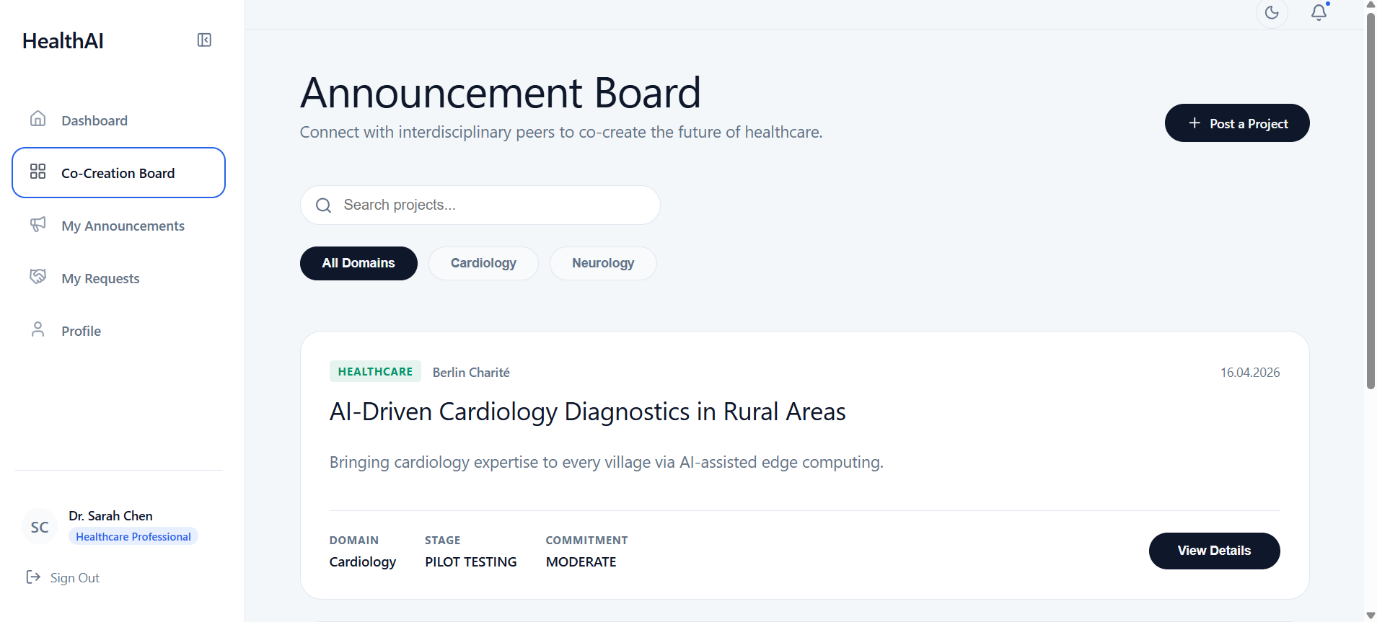 HealthAI
Dashboard
Co-Creation Board
My Announcements
My Requests
Profile
SC
Dr. Sarah Chen
Healthcare Professional
Sign Out
Announcement Board
Connect with interdisciplinary peers to co-create the future of healthcare.
+ Post a Project
Search projects...
All Domains Cardiology Neurology
HEALTHCARE Berlin Charité 16.04.2026
AI-Driven Cardiology Diagnostics in Rural Areas
Bringing cardiology expertise to every village via AI-assisted edge computing.
DOMAIN STAGE COMMITMENT
Cardiology PILOT TESTING MODERATE
View Details